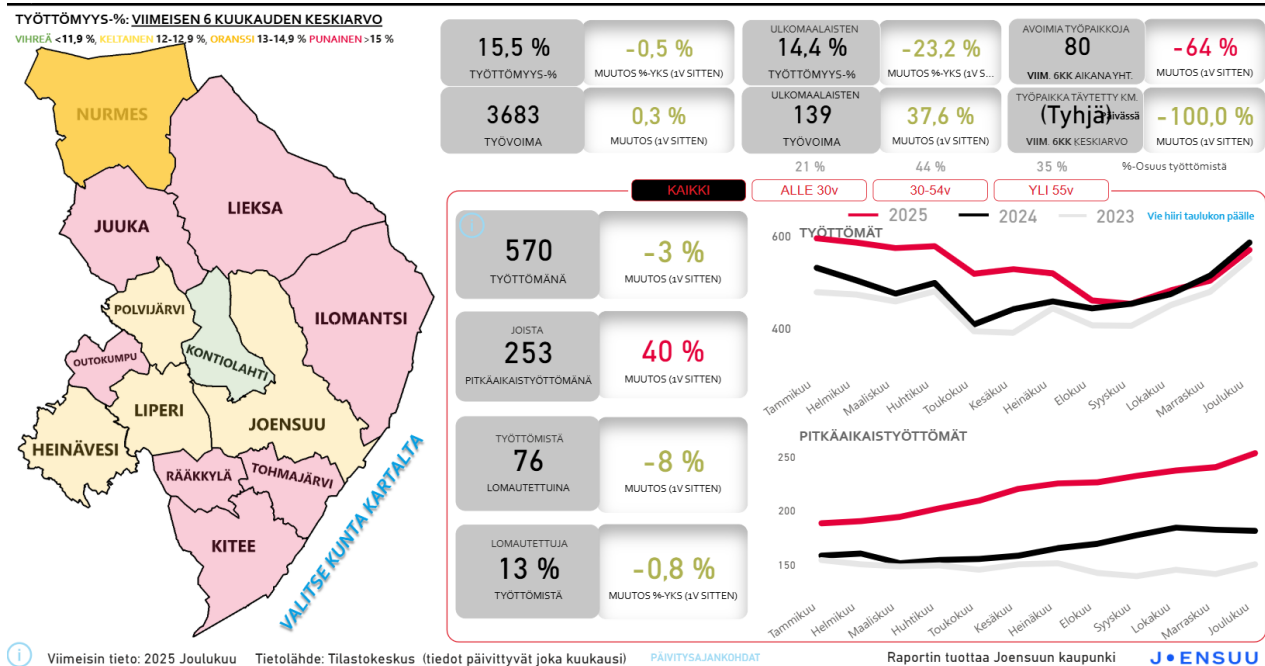 TYÖTTÖMYYS-%: VIIMEISEN 6 KUUKAUDEN KESKIARVO
VIHREÄ <11,9 %, KELTAINEN 12-12,9 %, ORANSSI 13-14,9 % PUNAINEN >15 %
NURMES
LIEKSA
JUUKA
POLVIJÄRVI
ILOMANTSI
OUTOKUMPU
KONTIOLAHTI
LIPERI
JOENSUU
HEINÄVESI
RÄÄKKYLÄ
TOHMAJÄRVI
KITEE
VALITSE KUNTA KARTALTA
15,5 %
TYÖTTÖMYYS-%
-0,5 %
MUUTOS %-YKS (1V SITTEN)
ULKOMAALAISTEN
14,4 %
TYÖTTÖMYYS-%
-23,2 %
MUUTOS %-YKS (1V S...
AVOIMIA TYÖPAIKKOJA
80
VIIM. 6KK AIKANA YHT.
-64 %
MUUTOS (1V SITTEN)
3683
TYÖVOIMA
0,3 %
MUUTOS (1V SITTEN)
ULKOMAALAISTEN
139
TYÖVOIMA
37,6 %
MUUTOS (1V SITTEN)
TYÖPAIKKA TÄYTETTY KM.
(Tyhjä) Päivässä
VIIM. 6KK KESKIARVO
-100,0 %
MUUTOS (1V SITTEN)
21 % 44 % 35 % %-Osuus työttömistä
KAIKKI ALLE 30v 30-54v YLI 55v
570
TYÖTTÖMÄNÄ
-3 %
MUUTOS (1V SITTEN)
JOISTA
253
PITKÄAIKAISTYÖTTÖMÄNÄ
40 %
MUUTOS (1V SITTEN)
TYÖTTÖMISTÄ
76
LOMAUTETTUINA
-8 %
MUUTOS (1V SITTEN)
LOMAUTETTUJA
13 %
TYÖTTÖMISTÄ
-0,8 %
MUUTOS %-YKS (1V SITTEN)
2025 2024 2023 Vie hiiri taulukon päälle
TYÖTTÖMÄT
600
400
Tammikuu Helmikuu Maaliskuu Huhtikuu Toukokuu Kesäkuu Heinäkuu Elokuu Syyskuu Lokakuu Marraskuu Joulukuu
PITKÄAIKAISTYÖTTÖMÄT
250
200
150
Tammikuu Helmikuu Maaliskuu Huhtikuu Toukokuu Kesäkuu Heinäkuu Elokuu Syyskuu Lokakuu Marraskuu Joulukuu
i Viimeisin tieto: 2025 Joulukuu Tietolähde: Tilastokeskus (tiedot päivittyvät joka kuukausi) PÄIVITYSAJANKOHDAT Raportin tuottaa Joensuun kaupunki J•ENSUU